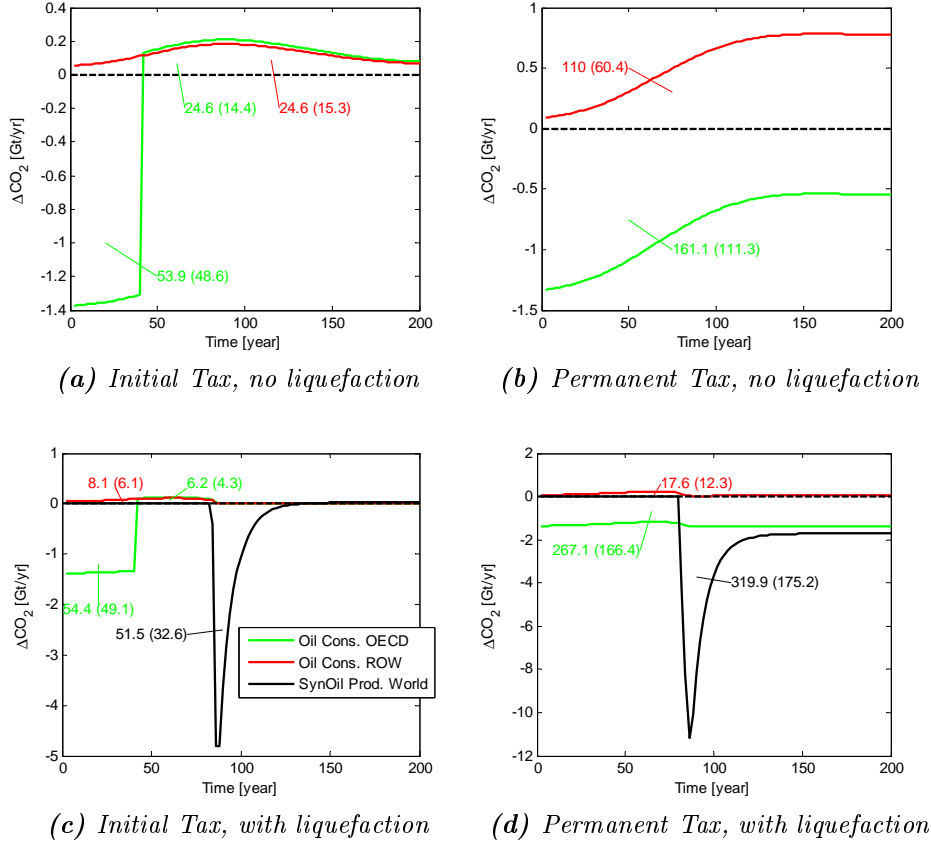 0.4
0.2
0
-0.2
-0.4
-0.6
-0.8
-1
-1.2
-1.4
ΔCO2 [Gt/yr]
24.6 (14.4)
24.6 (15.3)
53.9 (48.6)
0 50 100 150 200
Time [year]
(a) Initial Tax, no liquefaction
1
0.5
0
-0.5
-1
-1.5
ΔCO2 [Gt/yr]
110 (60.4)
161.1 (111.3)
0 50 100 150 200
Time [year]
(b) Permanent Tax, no liquefaction
1
0
-1
-2
-3
-4
-5
ΔCO2 [Gt/yr]
8.1 (6.1)
6.2 (4.3)
54.4 (49.1)
51.5 (32.6)
Oil Cons. OECD
Oil Cons. ROW
SynOil Prod. World
0 50 100 150 200
Time [year]
(c) Initial Tax, with liquefaction
2
0
-2
-4
-6
-8
-10
-12
ΔCO2 [Gt/yr]
17.6 (12.3)
267.1 (166.4)
319.9 (175.2)
0 50 100 150 200
Time [year]
(d) Permanent Tax, with liquefaction